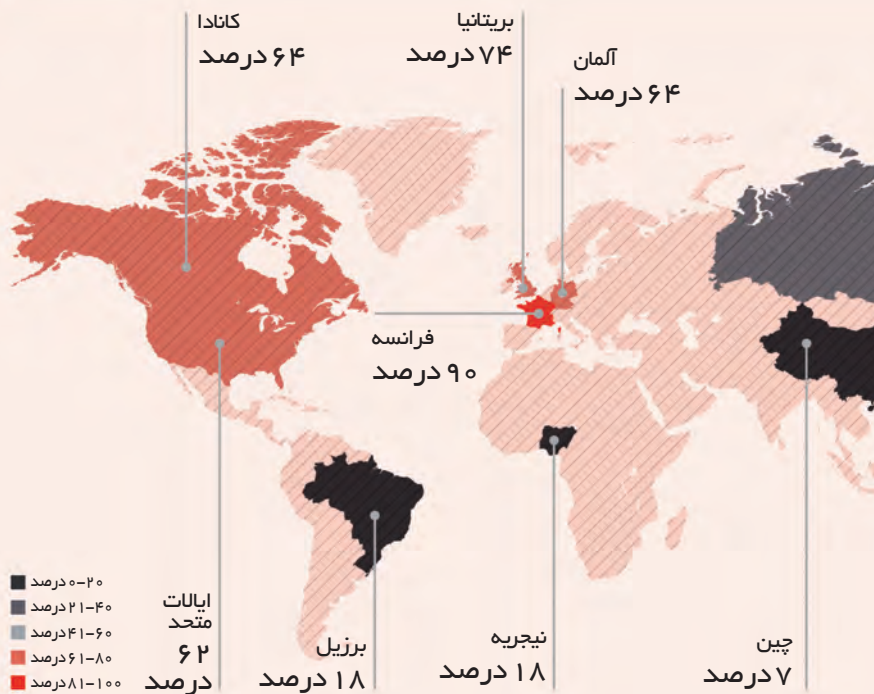 کانادا
۶۴ درصد
بریتانیا
۷۴ درصد
آلمان
۶۴ درصد
فرانسه
۹۰ درصد
ایالات
متحد
۶۲
درصد
برزیل
۱۸ درصد
نیجریه
۱۸ درصد
چین
۷ درصد
۰-۲۰ درصد
۲۱-۴۰ درصد
۴۱-۶۰ درصد
۶۱-۸۰ درصد
۸۱-۱۰۰ درصد